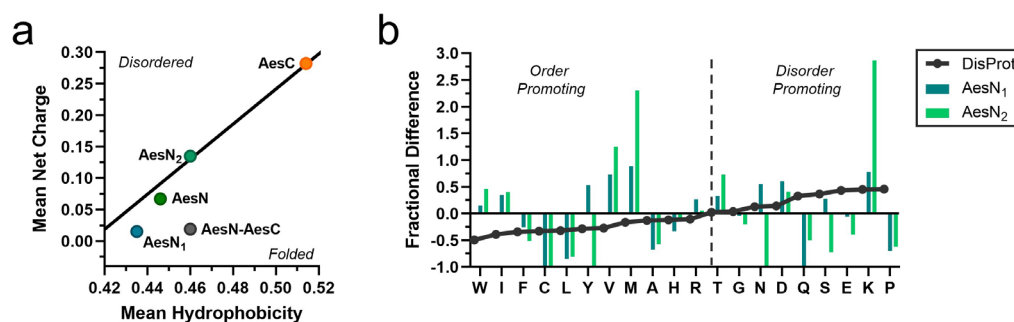 a
Mean Net Charge
0.30
0.25
0.20
0.15
0.10
0.05
0.00
Disordered
AesC
AesN₂
AesN
AesN₁
AesN-AesC
Folded
0.42 0.44 0.46 0.48 0.50 0.52
Mean Hydrophobicity
b
Fractional Difference
3.0
2.5
2.0
1.5
1.0
0.5
0.0
-0.5
-1.0
Order
Promoting
Disorder
Promoting
W I F C L Y V M A H R T G N D Q S E K P
DisProt
AesN₁
AesN₂